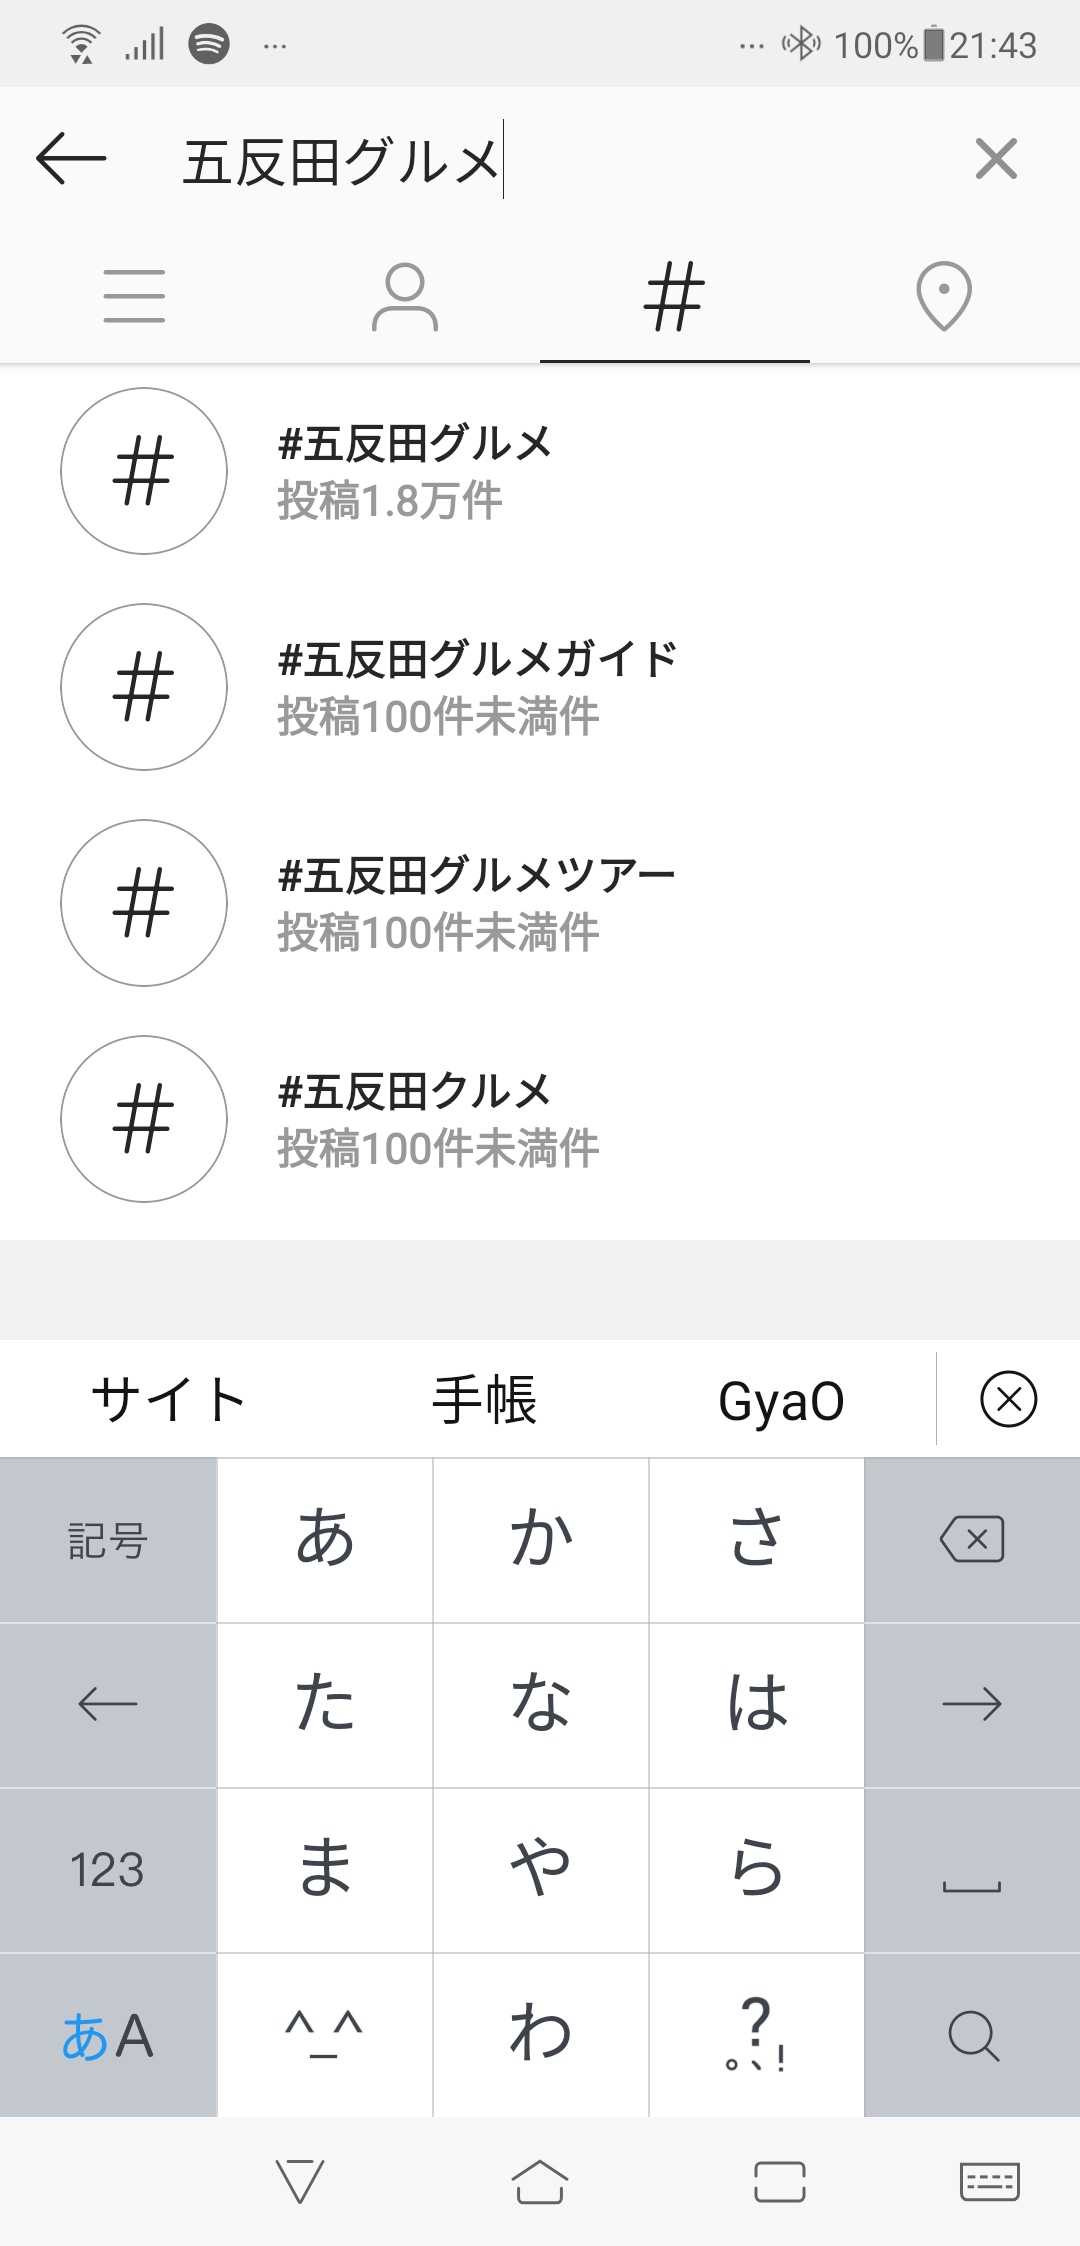 ... ... 100% 21:43
五反田グルメ
#五反田グルメ
投稿1.8万件
#五反田グルメガイド
投稿100件未満件
#五反田グルメツアー
投稿100件未満件
#五反田クルメ
投稿100件未満件
サイト 手帳 GyaO
記号 あ か さ
た な は
123 ま や ら
あA ^_^ わ 。、?!